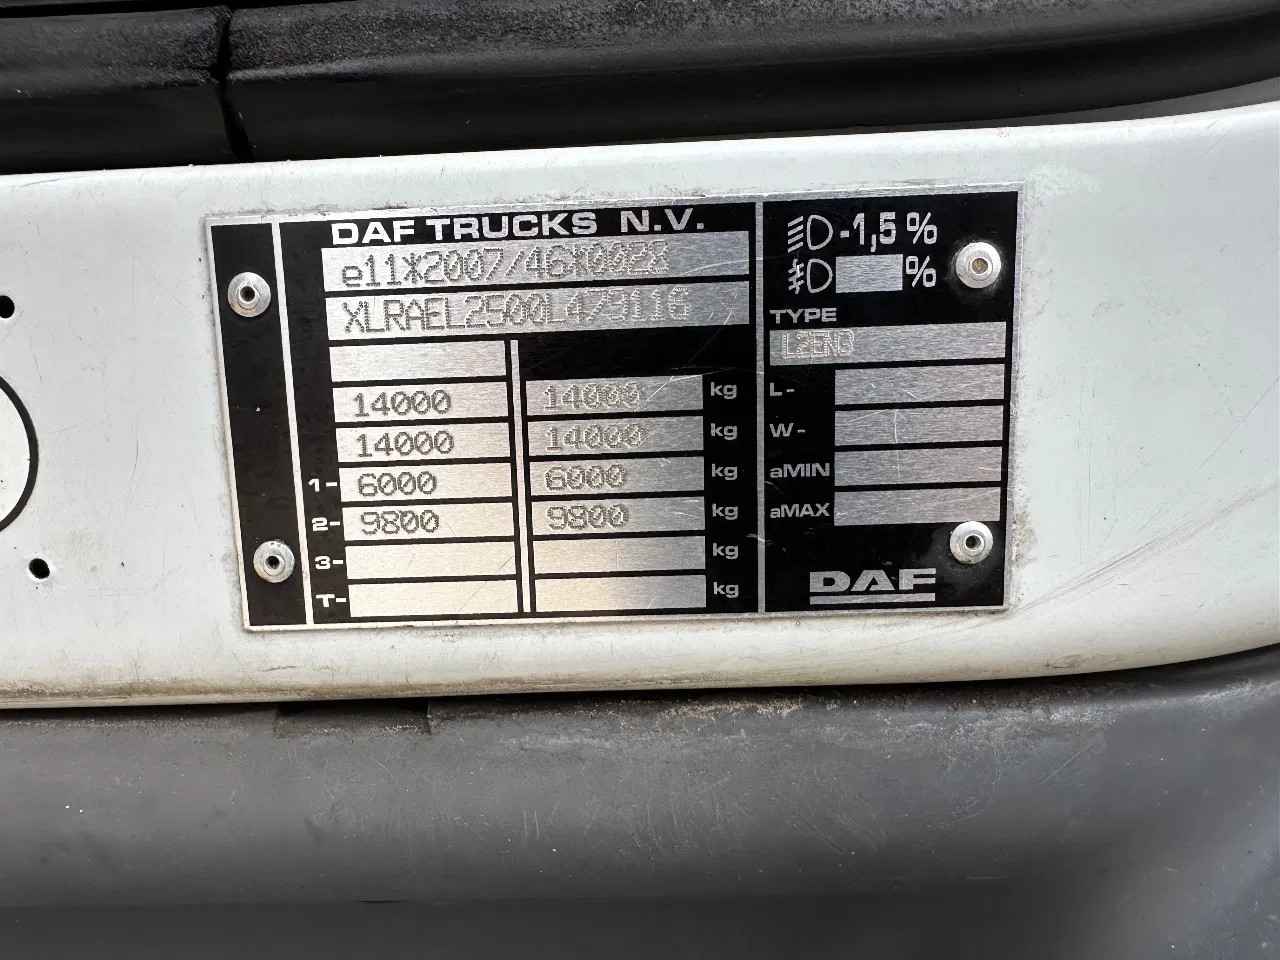 DAF TRUCKS N.V.
e11*2007/46*0028
XLRAEL2500L479116
14000 14000 kg
14000 14000 kg
1- 6000 6000 kg
2- 9800 9800 kg
3- kg
T- kg
-1,5 %
%
TYPE
L2EN3
L-
W-
aMIN
aMAX
DAF